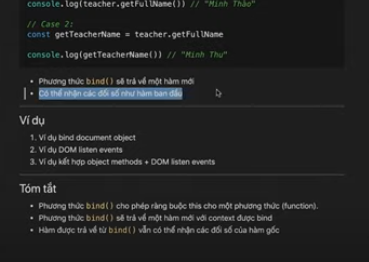 console.log(teacher.getFullName()) // "Minh Thảo"
// Case 2:
const getTeacherName = teacher.getFullName
console.log(getTeacherName()) // "Minh Thu"
• Phương thức bind() sẽ trả về một hàm mới
• Có thể nhận các đối số như hàm ban đầu
Ví dụ
1. Ví dụ bind document object
2. Ví dụ DOM listen events
3. Ví dụ kết hợp object methods + DOM listen events
Tóm tắt
• Phương thức bind() cho phép ràng buộc this cho một phương thức (function).
• Phương thức bind() sẽ trả về một hàm mới với context được bind
• Hàm được trả về từ bind() vẫn có thể nhận các đối số của hàm gốc